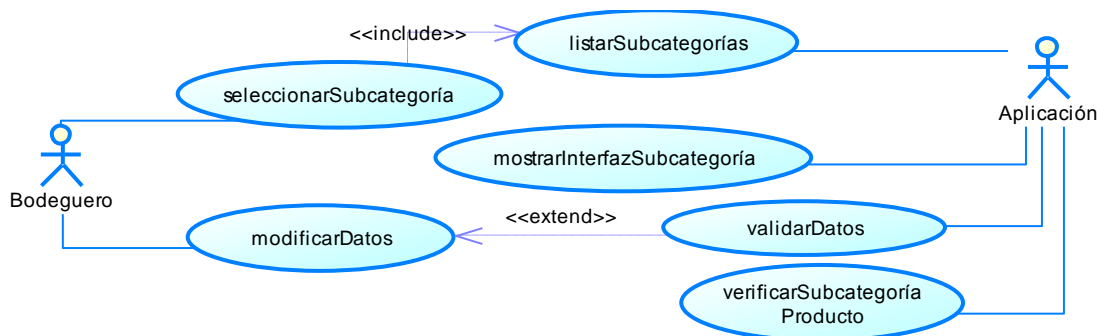 <<include>>
listarSubcategorías
seleccionarSubcategoría
Aplicación
mostrarInterfazSubcategoría
Bodeguero
<<extend>>
modificarDatos
validarDatos
verificarSubcategoría
Producto